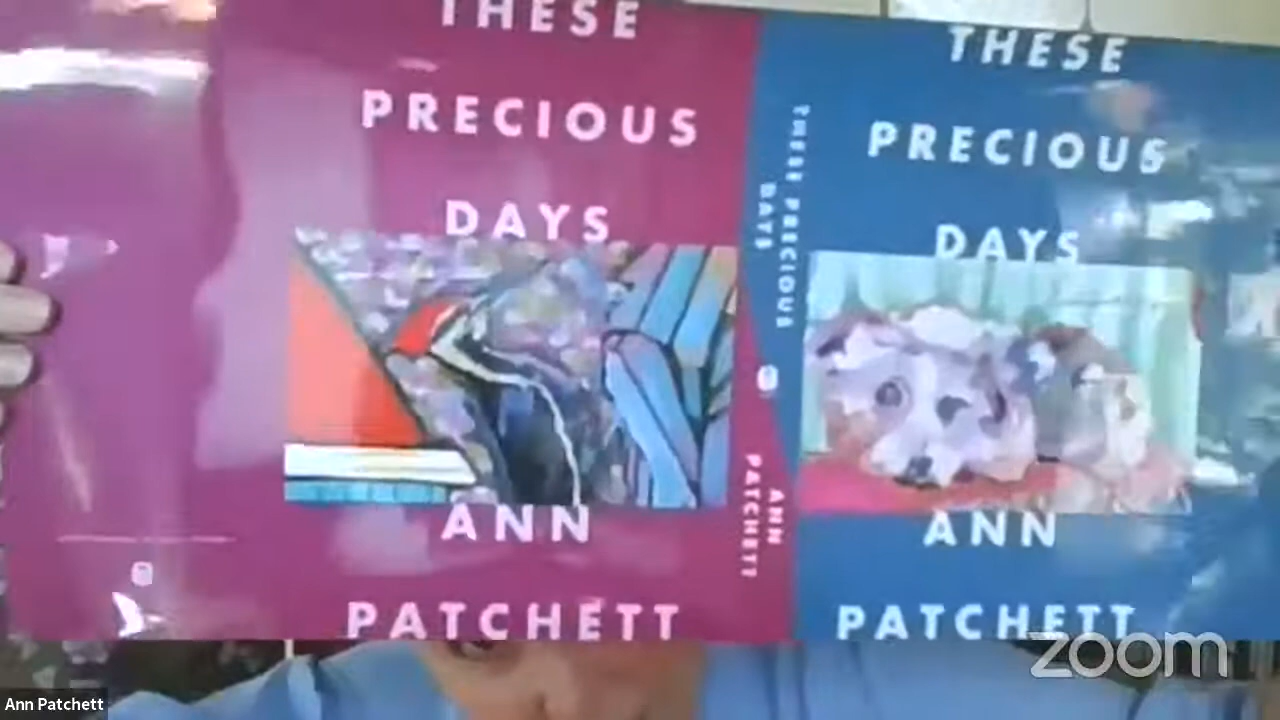 THESE
PRECIOUS
DAYS
ANN
PATCHETT
THESE PRECIOUS
DAYS
ANN
PATCHETT
THESE
PRECIOUS
DAYS
ANN
PATCHETT
zoom
Ann Patchett